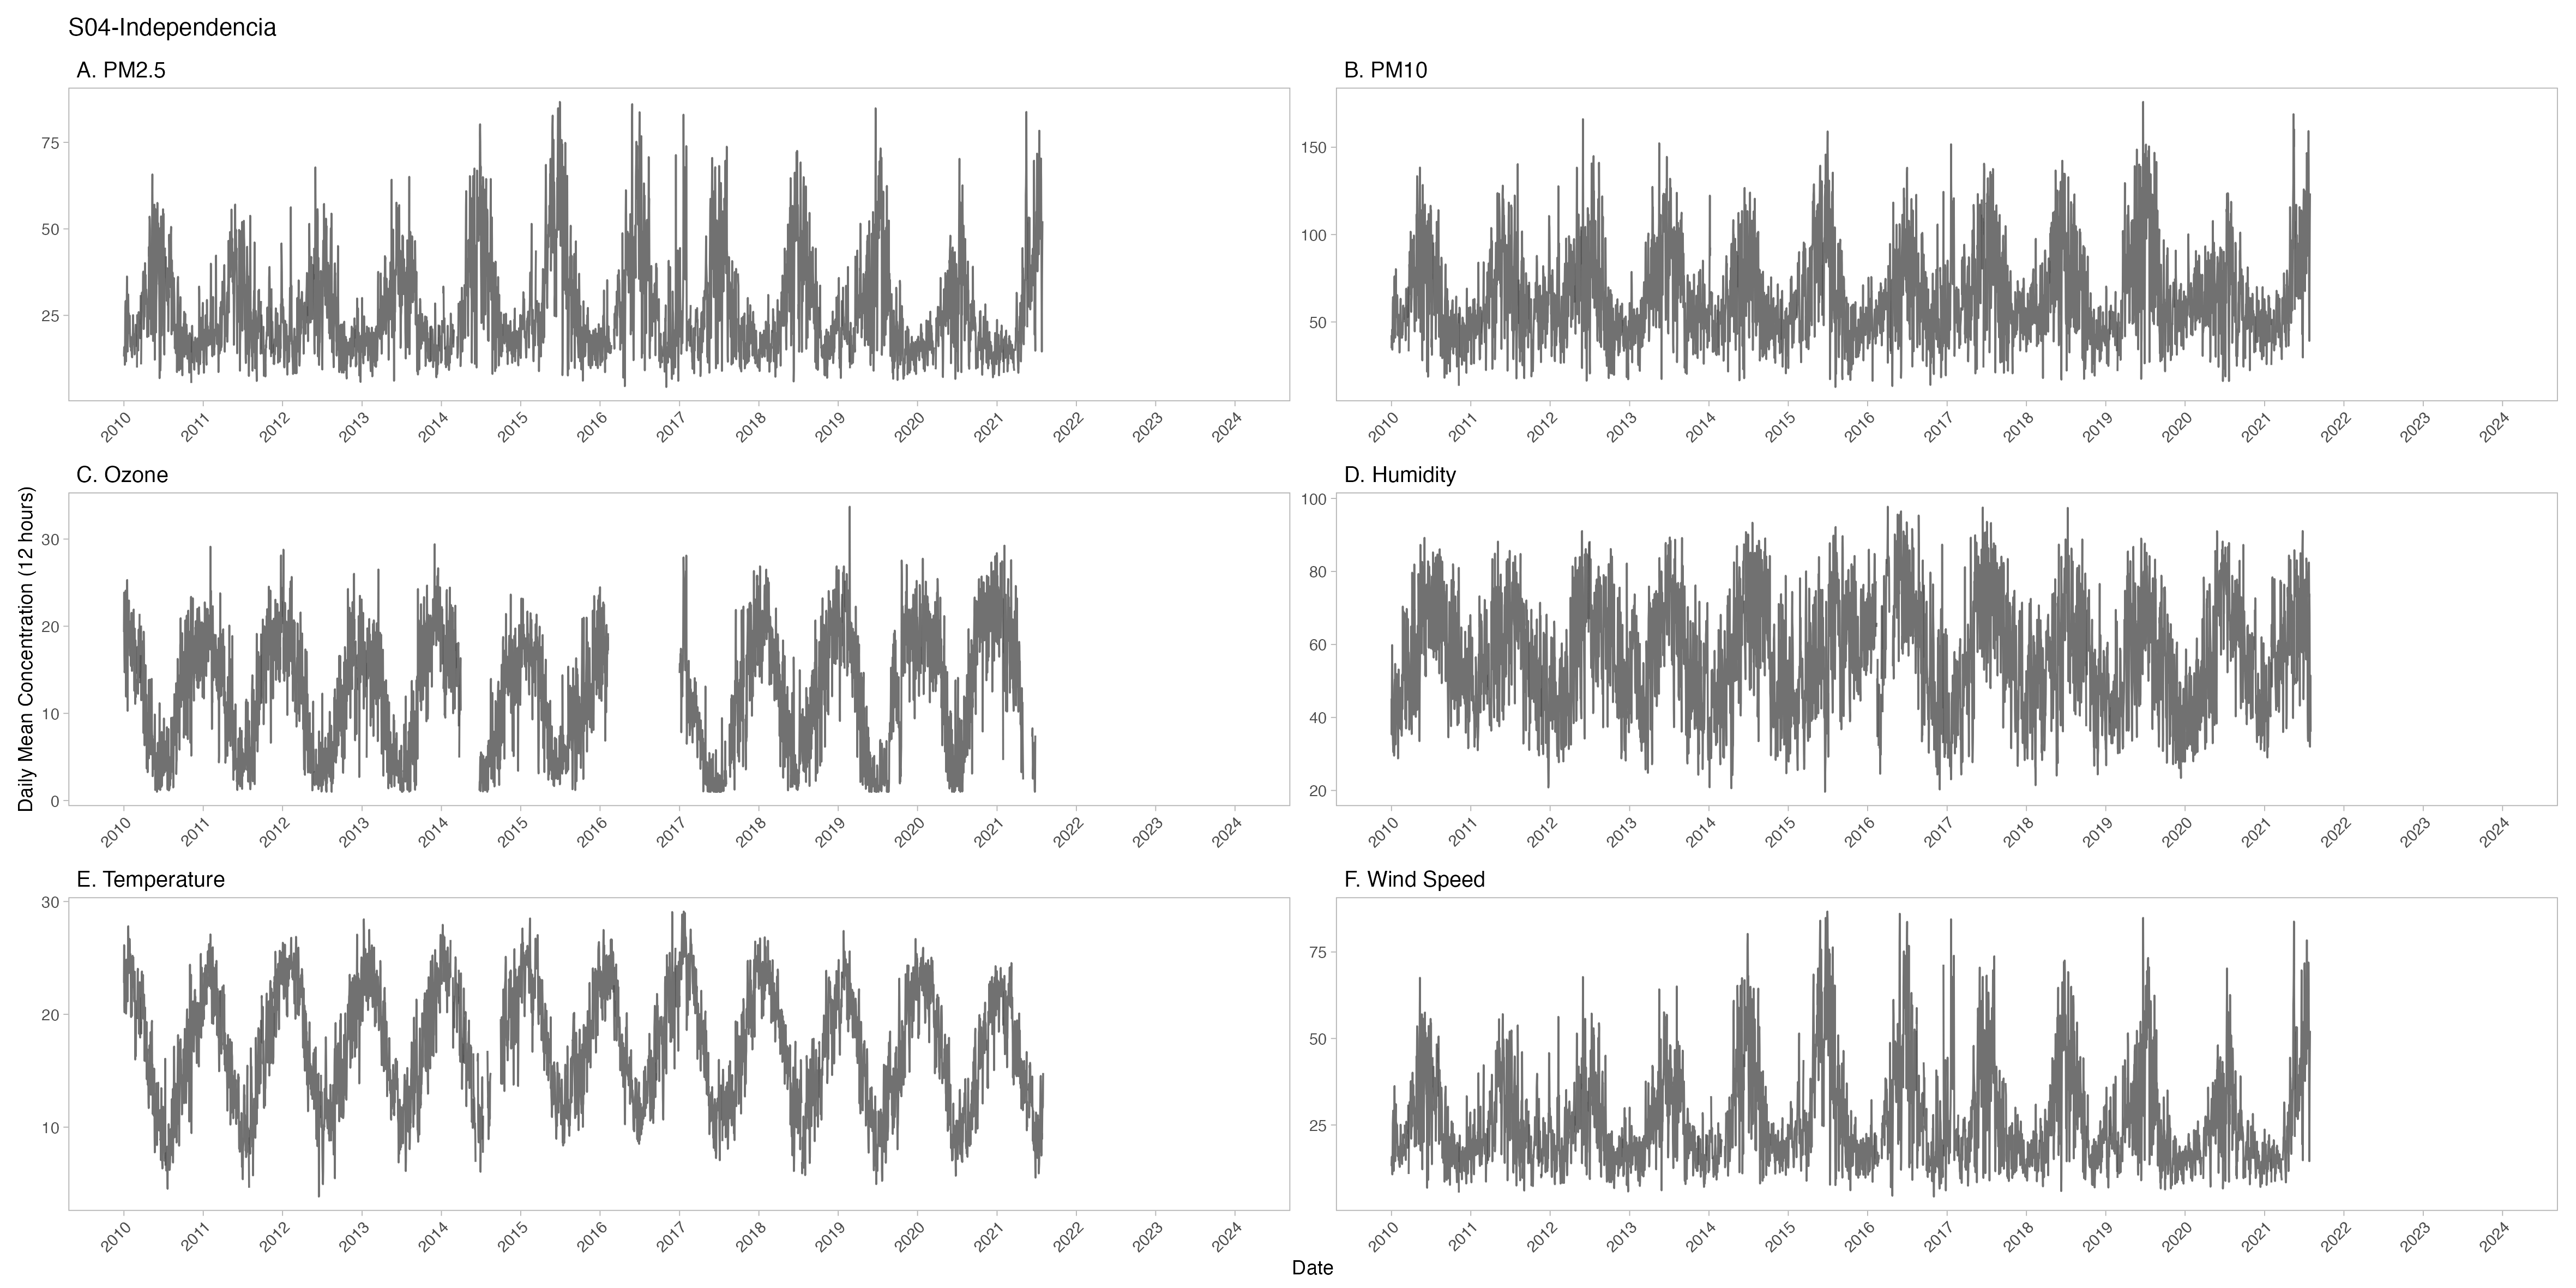 S04-Independencia
A. PM2.5
75
50
25
2010 2011 2012 2013 2014 2015 2016 2017 2018 2019 2020 2021 2022 2023 2024
B. PM10
150
100
50
2010 2011 2012 2013 2014 2015 2016 2017 2018 2019 2020 2021 2022 2023 2024
Daily Mean Concentration (12 hours)
C. Ozone
30
20
10
0
2010 2011 2012 2013 2014 2015 2016 2017 2018 2019 2020 2021 2022 2023 2024
D. Humidity
100
80
60
40
20
2010 2011 2012 2013 2014 2015 2016 2017 2018 2019 2020 2021 2022 2023 2024
E. Temperature
30
20
10
2010 2011 2012 2013 2014 2015 2016 2017 2018 2019 2020 2021 2022 2023 2024
F. Wind Speed
75
50
25
2010 2011 2012 2013 2014 2015 2016 2017 2018 2019 2020 2021 2022 2023 2024
Date